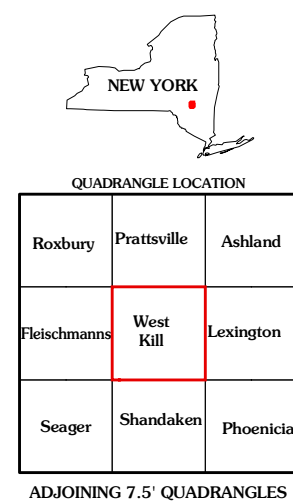 NEW YORK
QUADRANGLE LOCATION
Roxbury Prattsville Ashland
Fleischmanns West Kill Lexington
Seager Shandaken Phoenicia
ADJOINING 7.5' QUADRANGLES